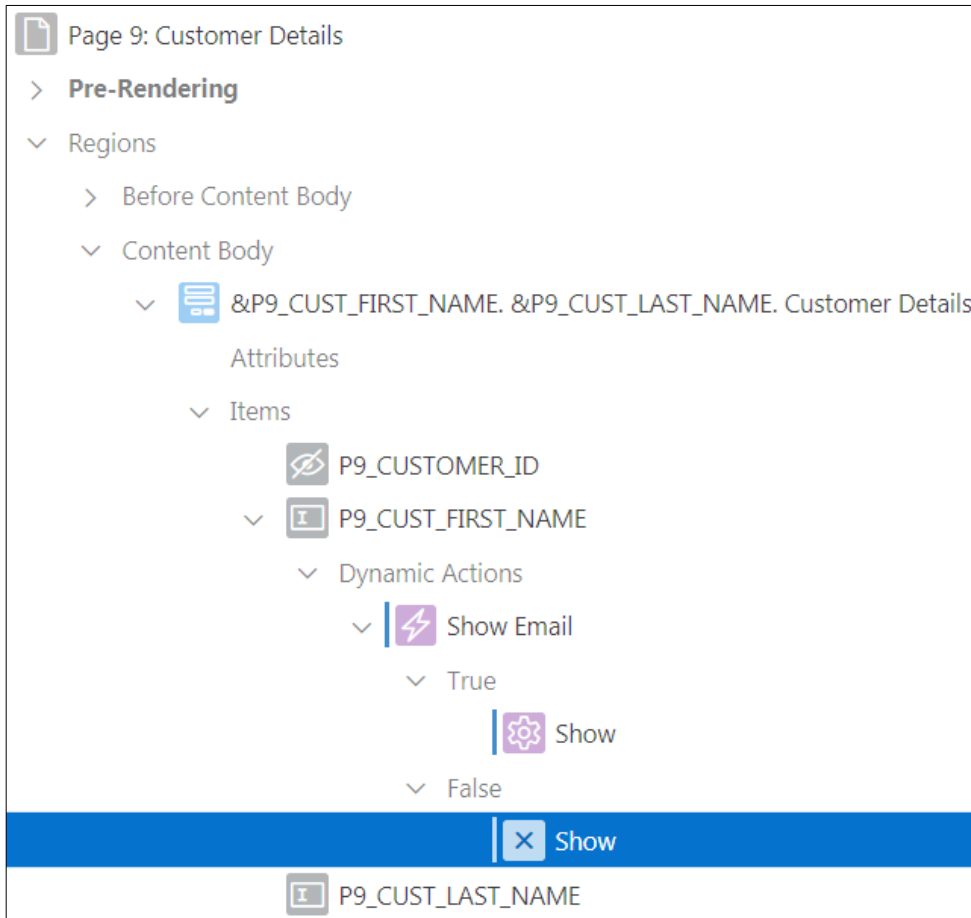 Page 9: Customer Details
Pre-Rendering
Regions
Before Content Body
Content Body
&P9_CUST_FIRST_NAME. &P9_CUST_LAST_NAME. Customer Details
Attributes
Items
P9_CUSTOMER_ID
P9_CUST_FIRST_NAME
Dynamic Actions
Show Email
True
Show
False
Show
P9_CUST_LAST_NAME